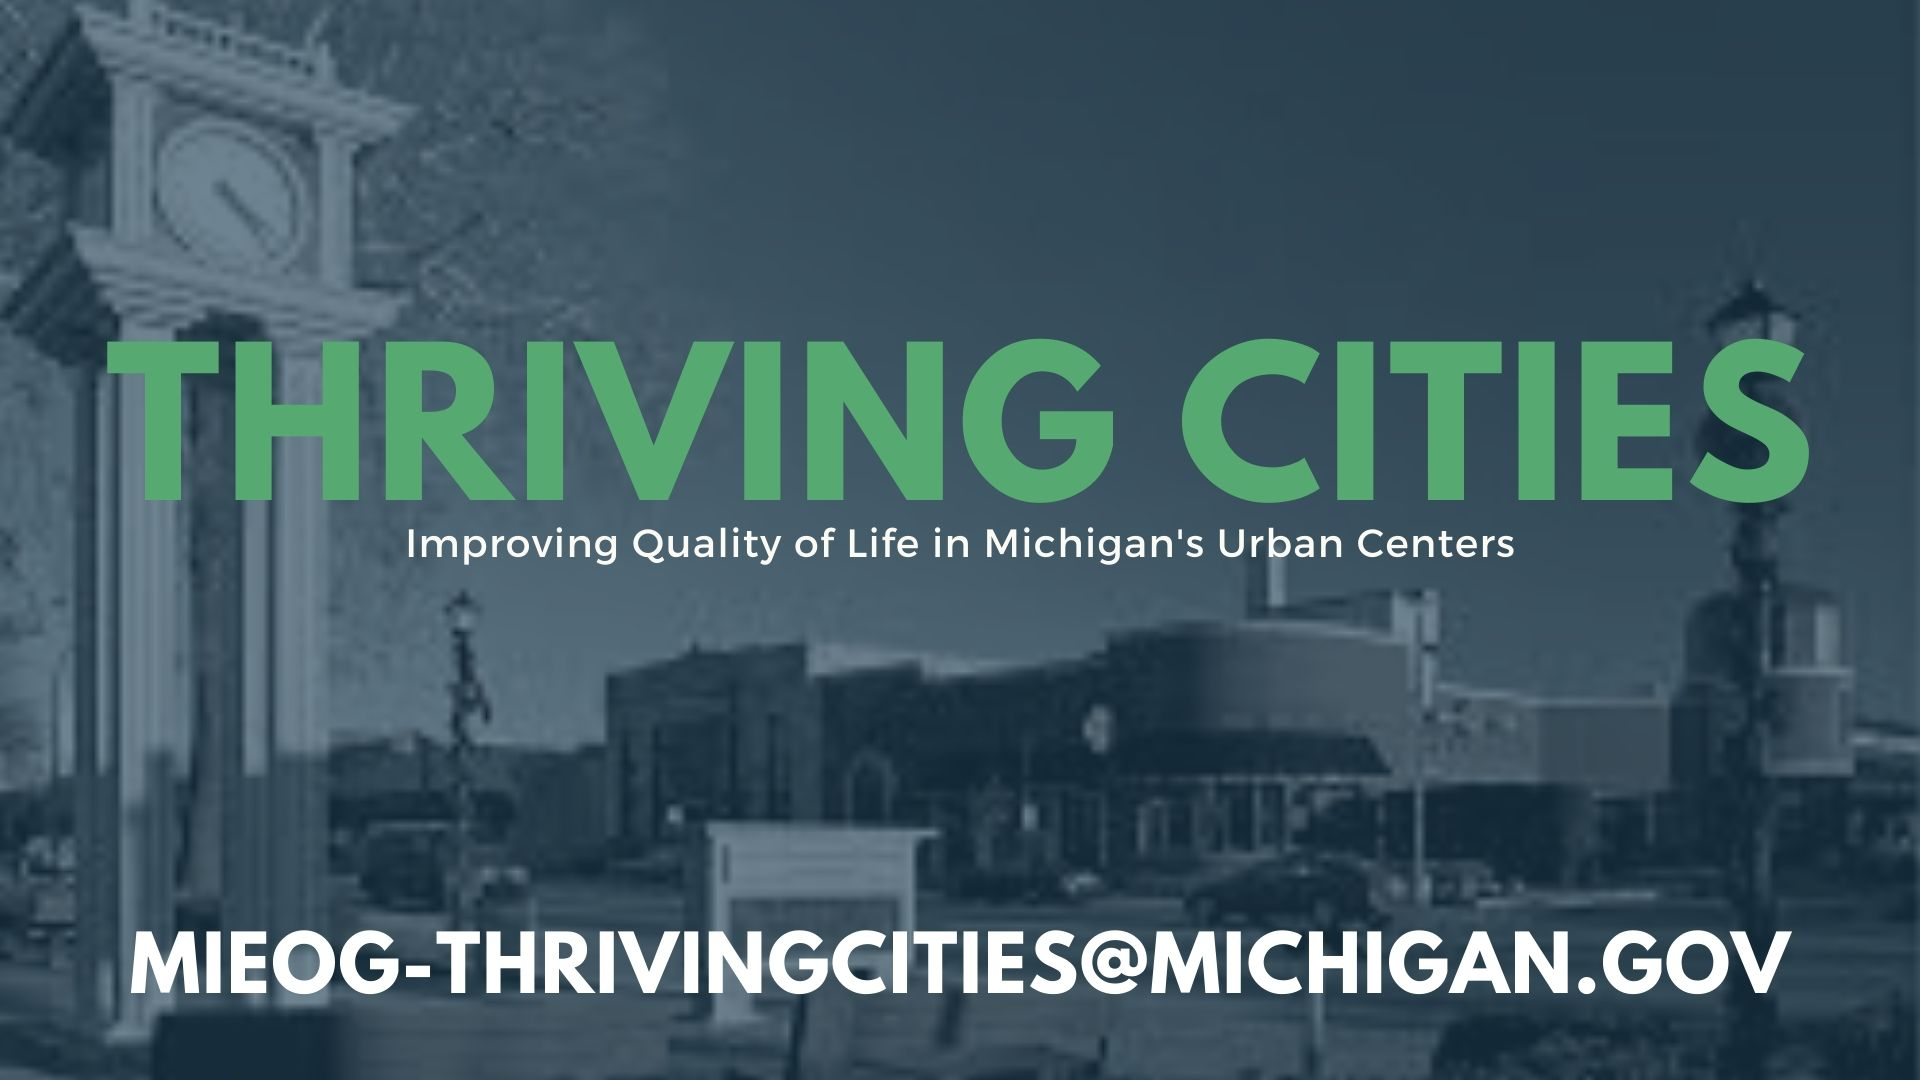 THRIVING CITIES
Improving Quality of Life in Michigan's Urban Centers
MIEOG-THRIVINGCITIES@MICHIGAN.GOV